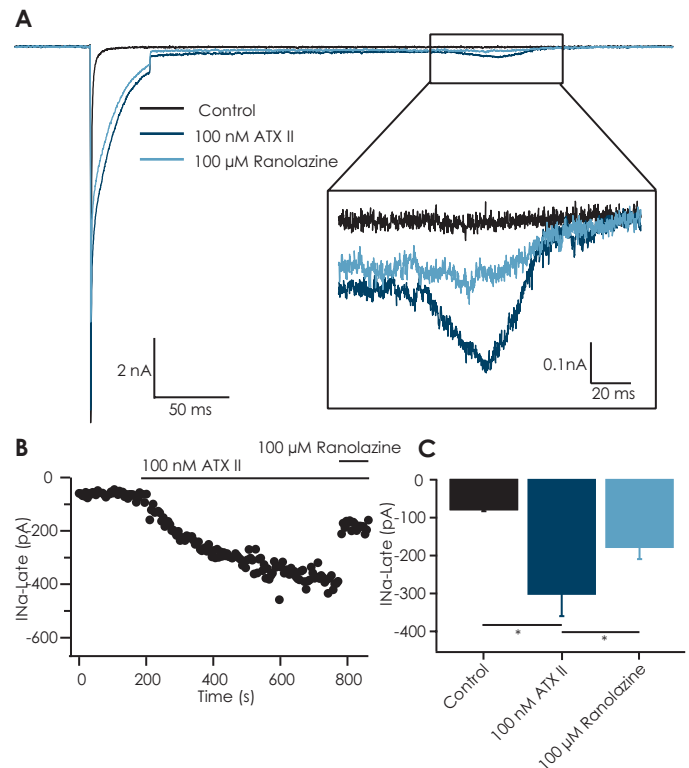 A
Control
100 nM ATX II
100 µM Ranolazine
2 nA
50 ms
0.1nA
20 ms
B
100 µM Ranolazine
100 nM ATX II
0
-200
-400
-600
INa-Late (pA)
0 200 400 600 800
Time (s)
C
0
-100
-200
-300
-400
INa-Late (pA)
* *
Control
100 nM ATX II
100 µM Ranolazine